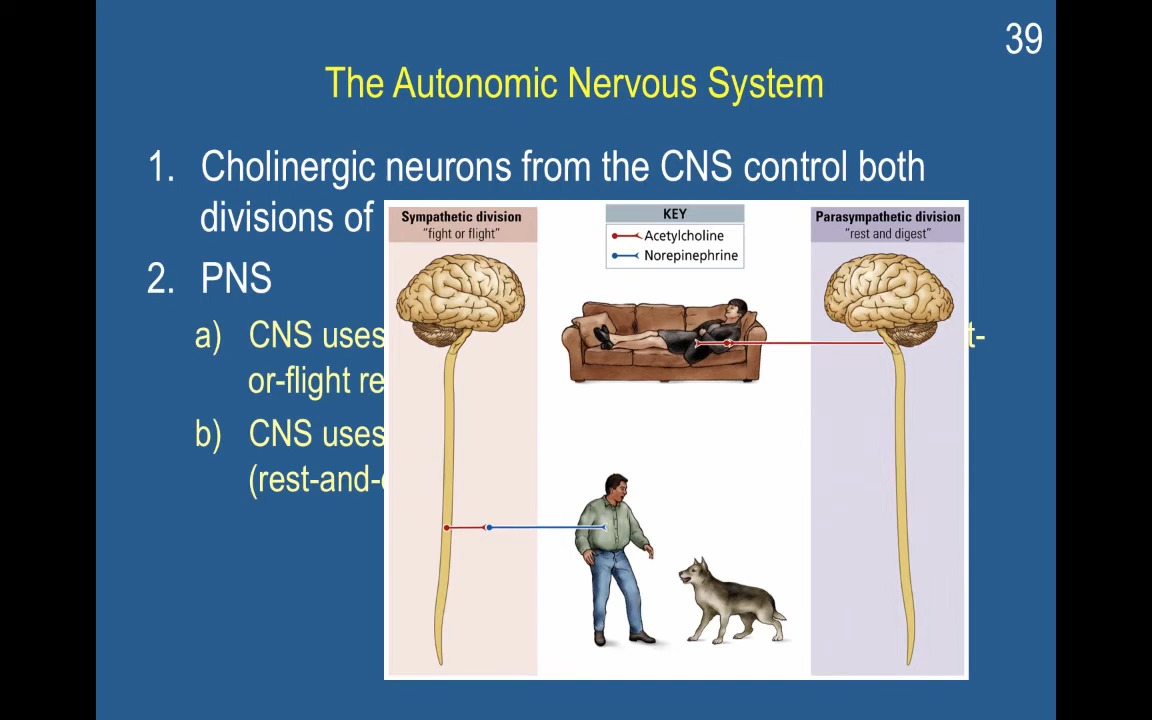 39
The Autonomic Nervous System
1. Cholinergic neurons from the CNS control both
divisions of
2. PNS
a) CNS uses
t-
or-flight re
b) CNS uses
(rest-and-
Sympathetic division
"fight or flight"
KEY
Acetylcholine
Norepinephrine
Parasympathetic division
"rest and digest"